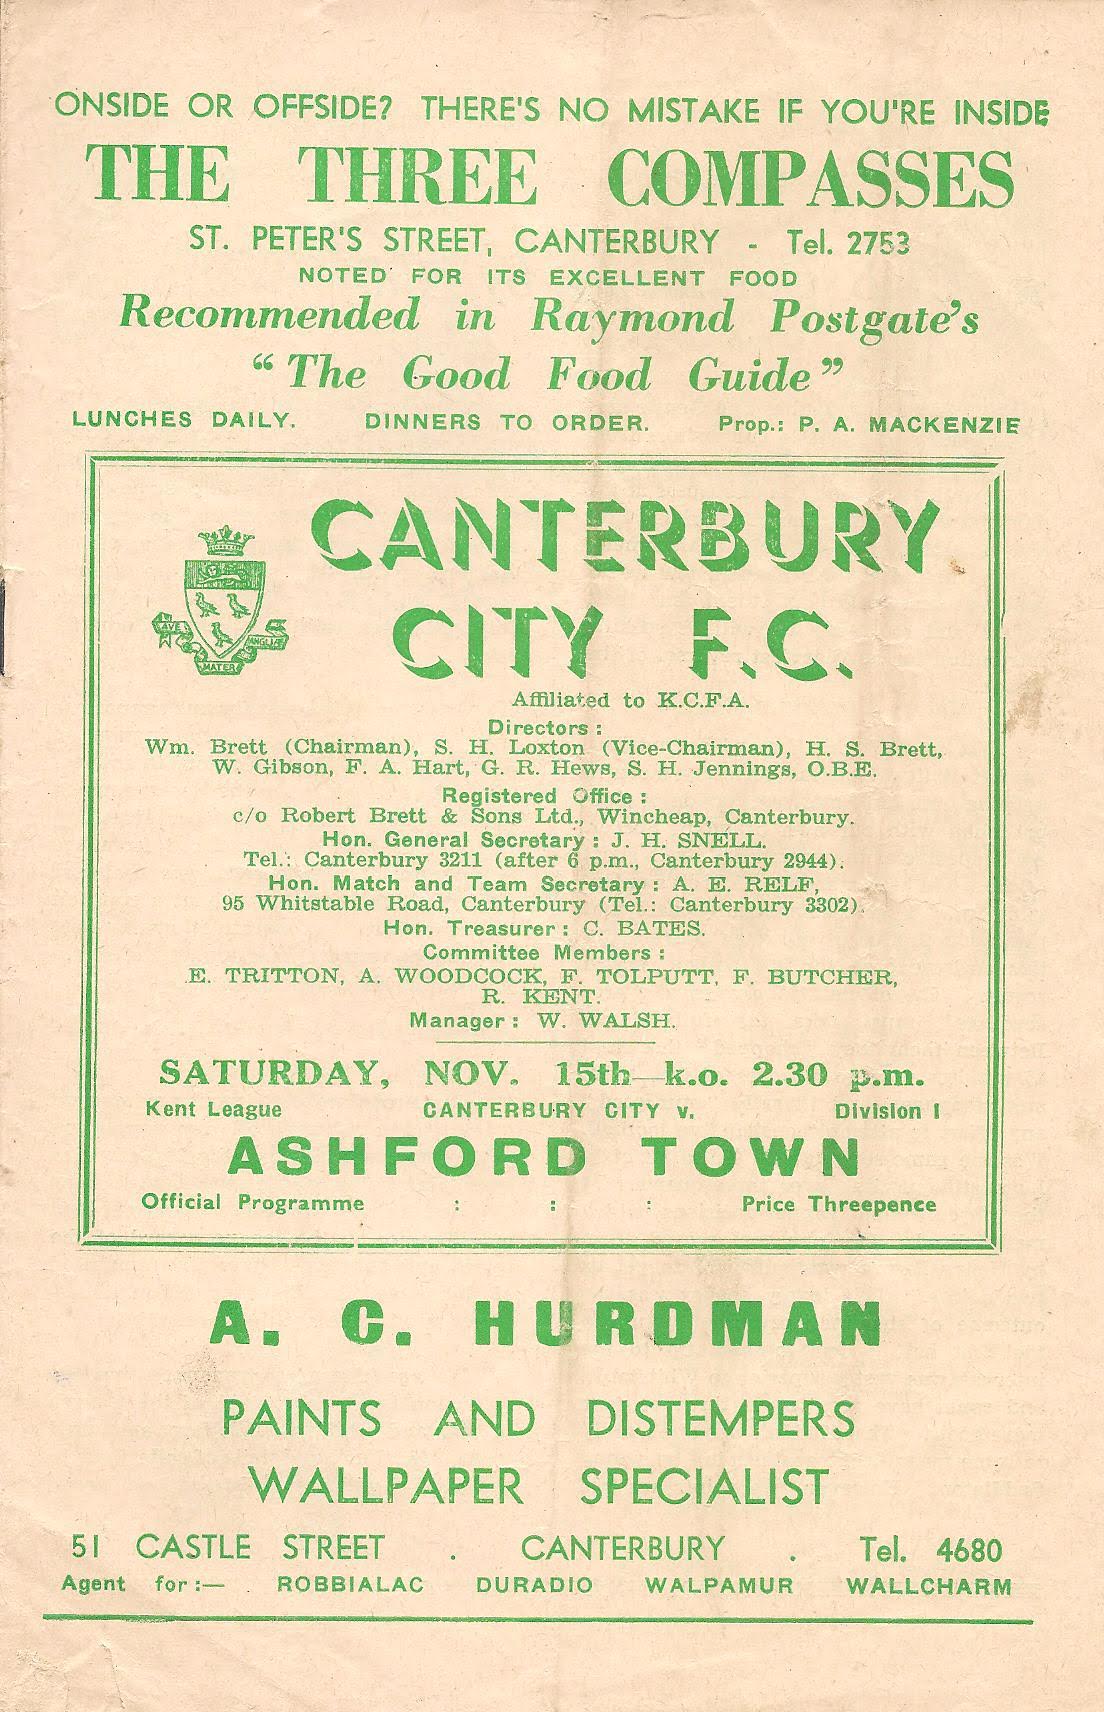 ONSIDE OR OFFSIDE? THERE'S NO MISTAKE IF YOU'RE INSIDE
THE THREE COMPASSES
ST. PETER'S STREET, CANTERBURY - Tel. 2753
NOTED FOR ITS EXCELLENT FOOD
Recommended in Raymond Postgate's
"The Good Food Guide"
LUNCHES DAILY. DINNERS TO ORDER. Prop.: P. A. MACKENZIE
CANTERBURY
CITY F.C.
AVE MATER ANGLIÆ
Affiliated to K.C.F.A.
Directors :
Wm. Brett (Chairman), S. H. Loxton (Vice-Chairman), H. S. Brett,
W. Gibson, F. A. Hart, G. R. Hews, S. H. Jennings, O.B.E.
Registered Office :
c/o Robert Brett & Sons Ltd., Wincheap, Canterbury.
Hon. General Secretary : J. H. SNELL.
Tel.: Canterbury 3211 (after 6 p.m., Canterbury 2944).
Hon. Match and Team Secretary : A. E. RELF,
95 Whitstable Road, Canterbury (Tel.: Canterbury 3302).
Hon. Treasurer : C. BATES.
Committee Members :
E. TRITTON, A. WOODCOCK, F. TOLPUTT, F. BUTCHER,
R. KENT.
Manager : W. WALSH.
SATURDAY, NOV. 15th—k.o. 2.30 p.m.
Kent League CANTERBURY CITY v. Division I
ASHFORD TOWN
Official Programme : : : Price Threepence
A. C. HURDMAN
PAINTS AND DISTEMPERS
WALLPAPER SPECIALIST
51 CASTLE STREET . CANTERBURY . Tel. 4680
Agent for :— ROBBIALAC DURADIO WALPAMUR WALLCHARM